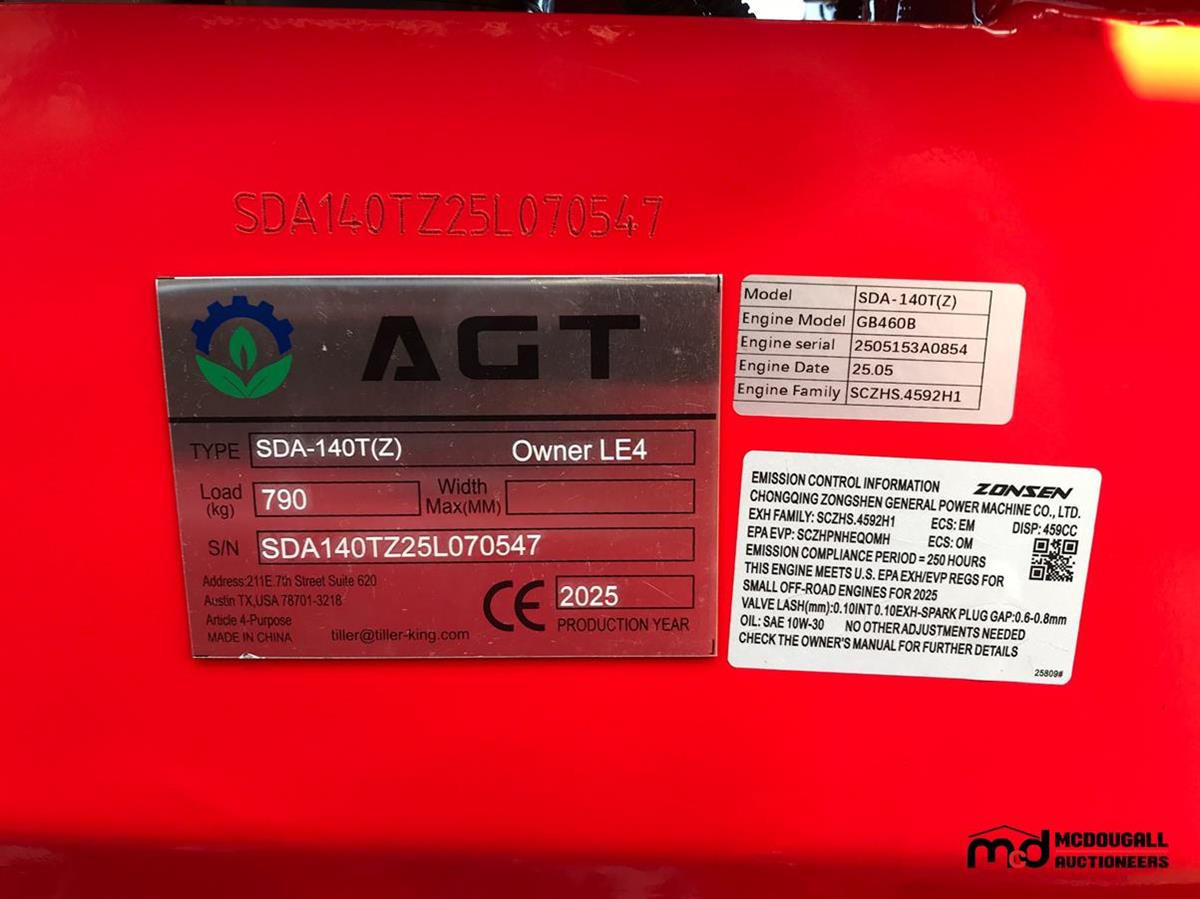 SDA140TZ25L070547
AGT
TYPE SDA-140T(Z) Owner LE4
Load (kg) 790 Width Max(MM)
S/N SDA140TZ25L070547
Address:211E.7th Street Suite 620
Austin TX,USA 78701-3218
Article 4-Purpose
MADE IN CHINA tiller@tiller-king.com
CE 2025
PRODUCTION YEAR
Model SDA-140T(Z)
Engine Model GB460B
Engine serial 2505153A0854
Engine Date 25.05
Engine Family SCZHS.4592H1
EMISSION CONTROL INFORMATION ZONSEN
CHONGQING ZONGSHEN GENERAL POWER MACHINE CO., LTD.
EXH FAMILY: SCZHS.4592H1 ECS: EM DISP: 459CC
EPA EVP: SCZHPNHEQOMH ECS: OM
EMISSION COMPLIANCE PERIOD = 250 HOURS
THIS ENGINE MEETS U.S. EPA EXH/EVP REGS FOR
SMALL OFF-ROAD ENGINES FOR 2025
VALVE LASH(mm):0.10INT 0.10EXH-SPARK PLUG GAP:0.6-0.8mm
OIL: SAE 10W-30 NO OTHER ADJUSTMENTS NEEDED
CHECK THE OWNER'S MANUAL FOR FURTHER DETAILS
25809#
mcd MCDOUGALL
AUCTIONEERS